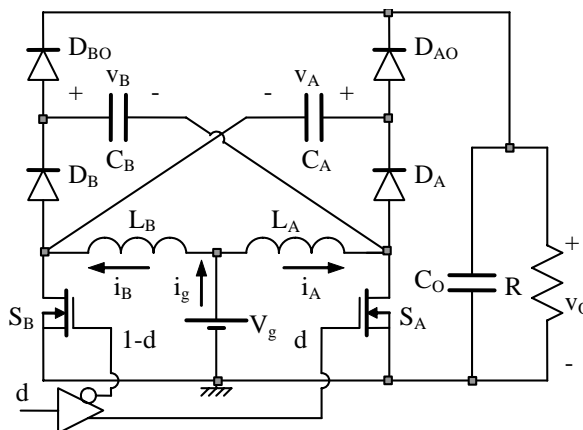 D_BO
D_AO
v_B
v_A
+ -
- +
C_B
C_A
D_B
D_A
L_B
L_A
i_B
i_g
i_A
C_O
R
+
v_O
-
S_B
1-d
V_g
d
S_A
d